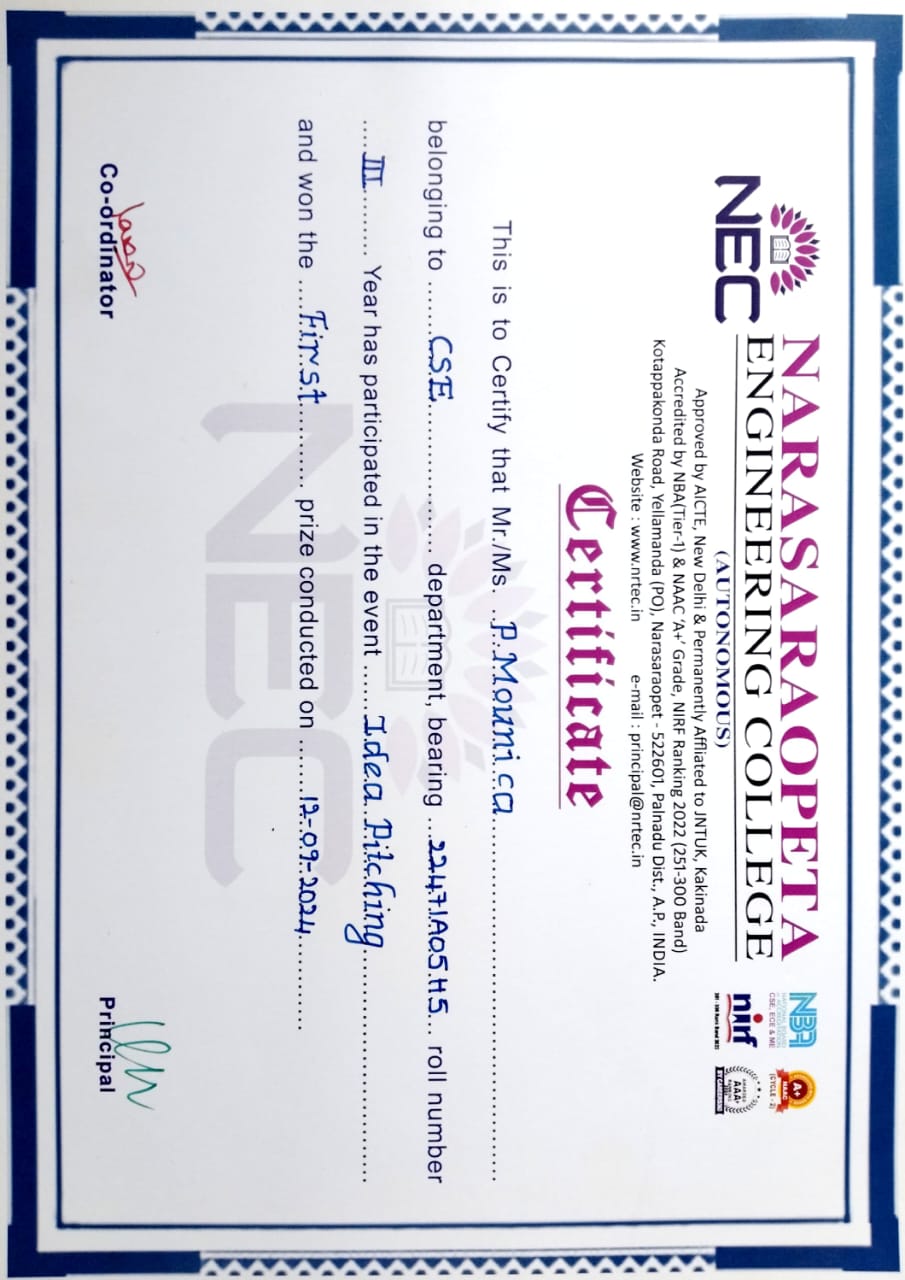 NEC
NARASARAOPETA
ENGINEERING COLLEGE
(AUTONOMOUS)
NBA
NATIONAL BOARD
of ACCREDITATION
CSE, ECE & ME
A+
NAAC
(CYCLE - 2)
nirf
AWARDED
AAA+
RANKING
BY CAREERS360
Approved by AICTE, New Delhi & Permanently Affliated to JNTUK, Kakinada
Accredited by NBA(Tier-1) & NAAC ‘A+’ Grade, NIRF Ranking 2022 (251-300 Band)
Kotappakonda Road, Yellamanda (PO), Narasaraopet - 522601, Palnadu Dist., A.P., INDIA.
Website : www.nrtec.in e-mail : principal@nrtec.in
Certificate
This is to Certify that Mr./Ms. P.Mounica
belonging to CSE department, bearing 22471A05H5 roll number
III Year has participated in the event Idea Pitching
and won the First prize conducted on 12-09-2024
NEC
Co-ordinator
Principal